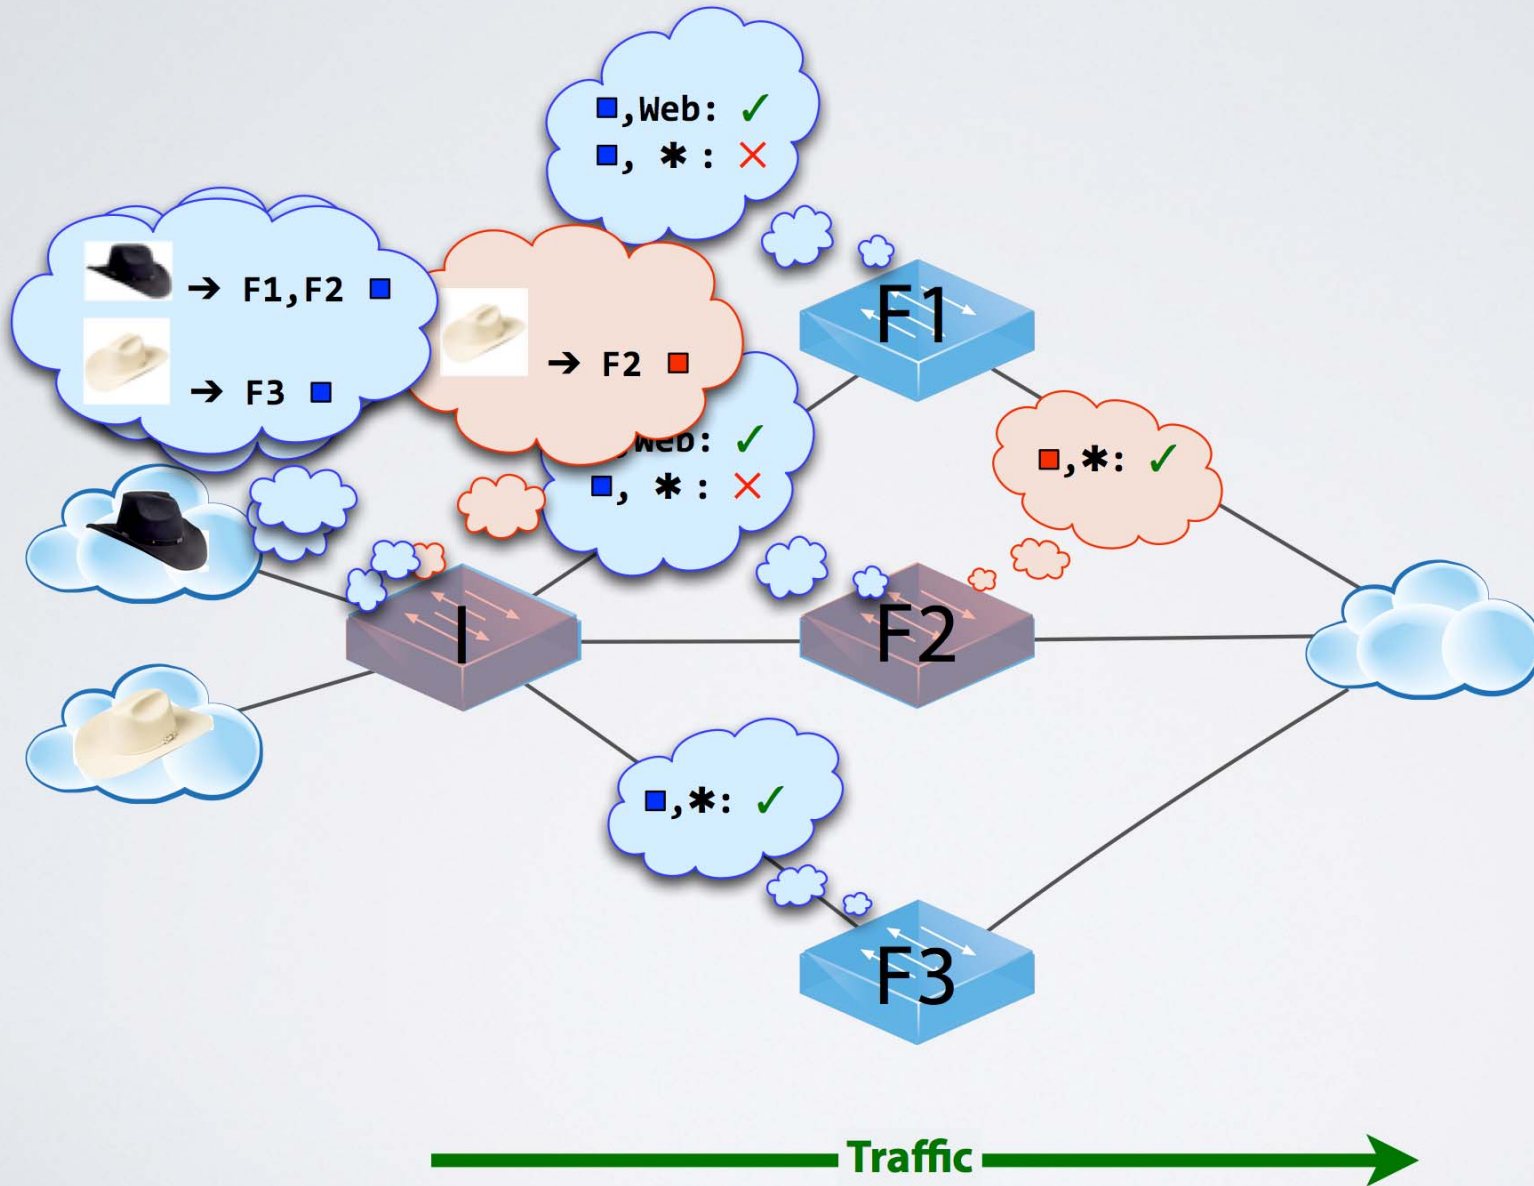 ■,Web: ✓
■, ✱ : ✕
→ F1,F2 ■
→ F3 ■
→ F2 ■
Web: ✓
■, ✱ : ✕
F1
■,✱: ✓
I
F2
■,✱: ✓
F3
Traffic